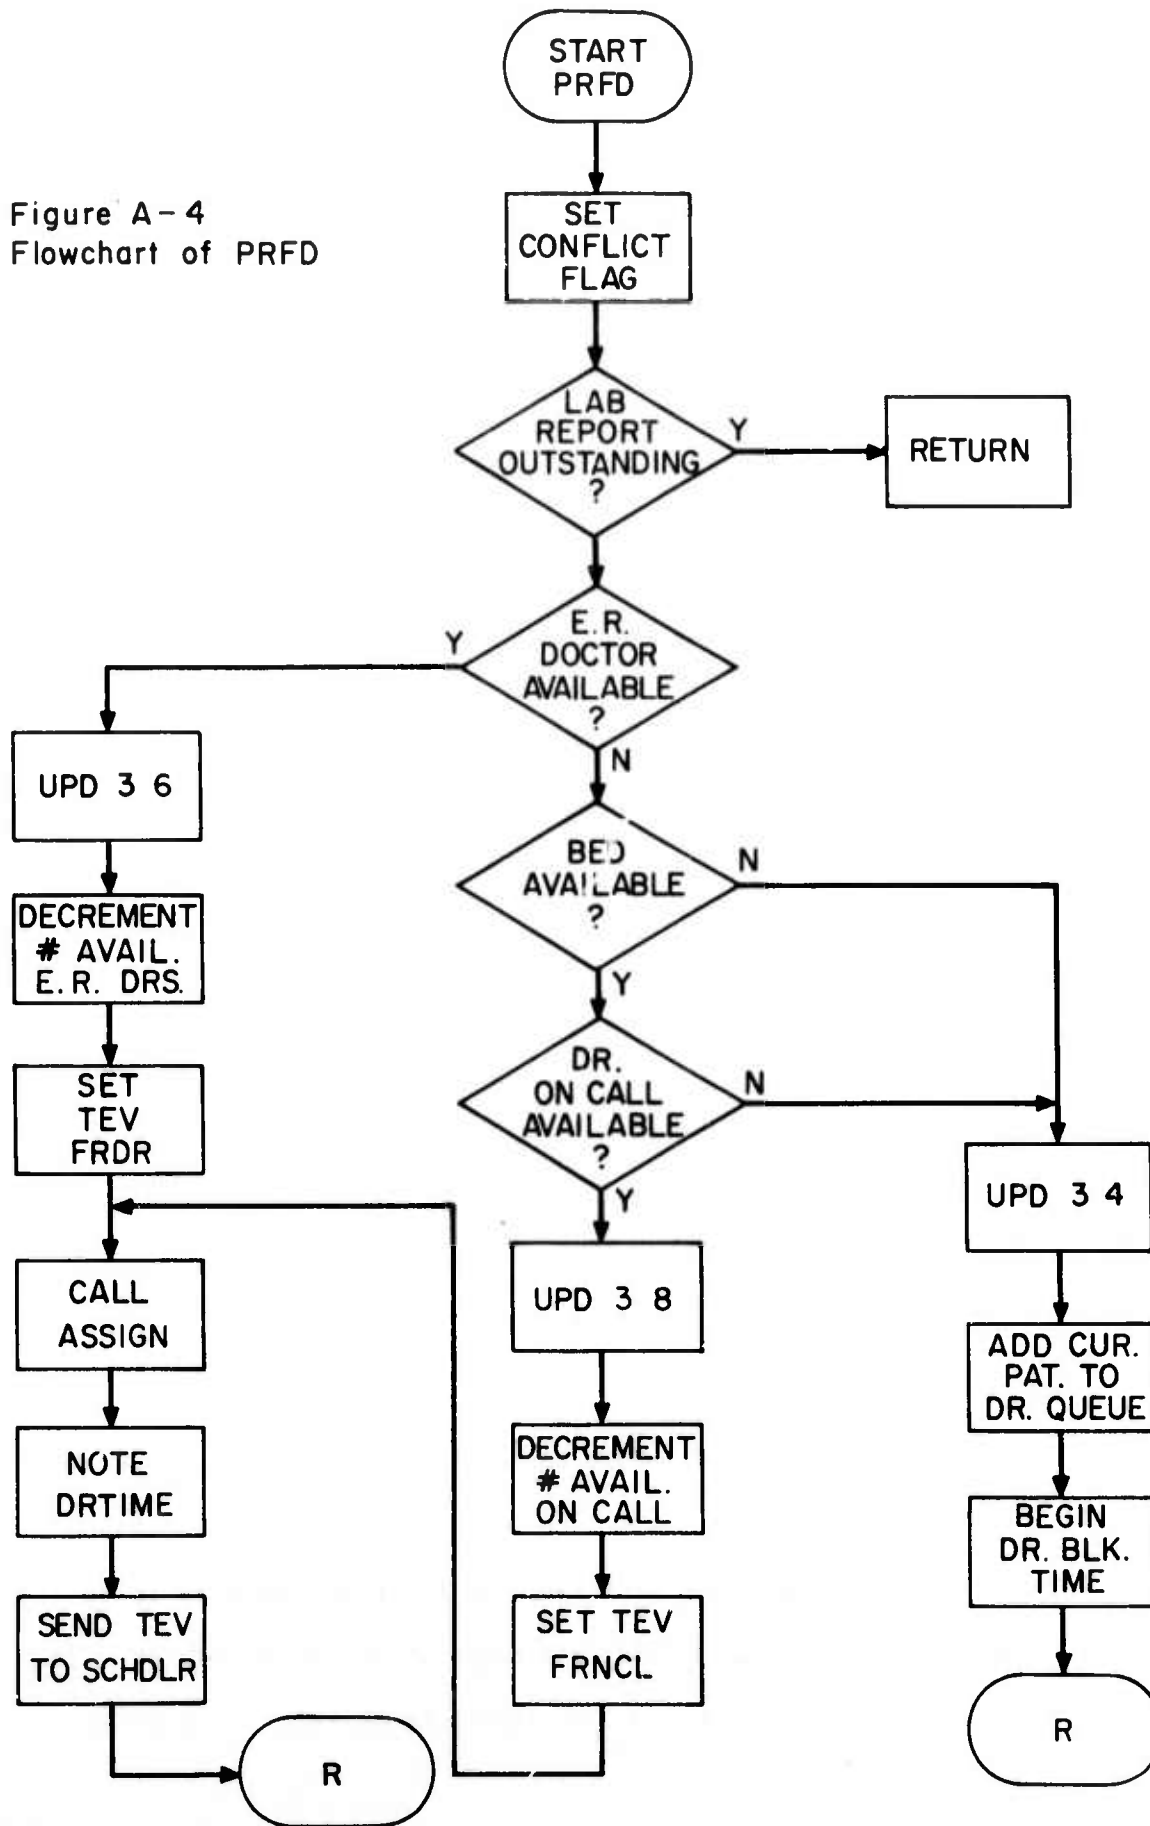 START
PRFD
Figure A-4
Flowchart of PRFD
SET
CONFLICT
FLAG
LAB
REPORT
OUTSTANDING
?
Y
RETURN
E.R.
DOCTOR
AVAILABLE
?
Y
N
UPD 3 6
BED
AVAILABLE
?
N
Y
DECREMENT
# AVAIL.
E.R. DRS.
DR.
ON CALL
AVAILABLE
?
N
Y
SET
TEV
FRDR
UPD 3 4
CALL
ASSIGN
UPD 3 8
ADD CUR.
PAT. TO
DR. QUEUE
NOTE
DRTIME
DECREMENT
# AVAIL.
ON CALL
BEGIN
DR. BLK.
TIME
SEND TEV
TO SCHDLR
SET TEV
FRNCL
R
R